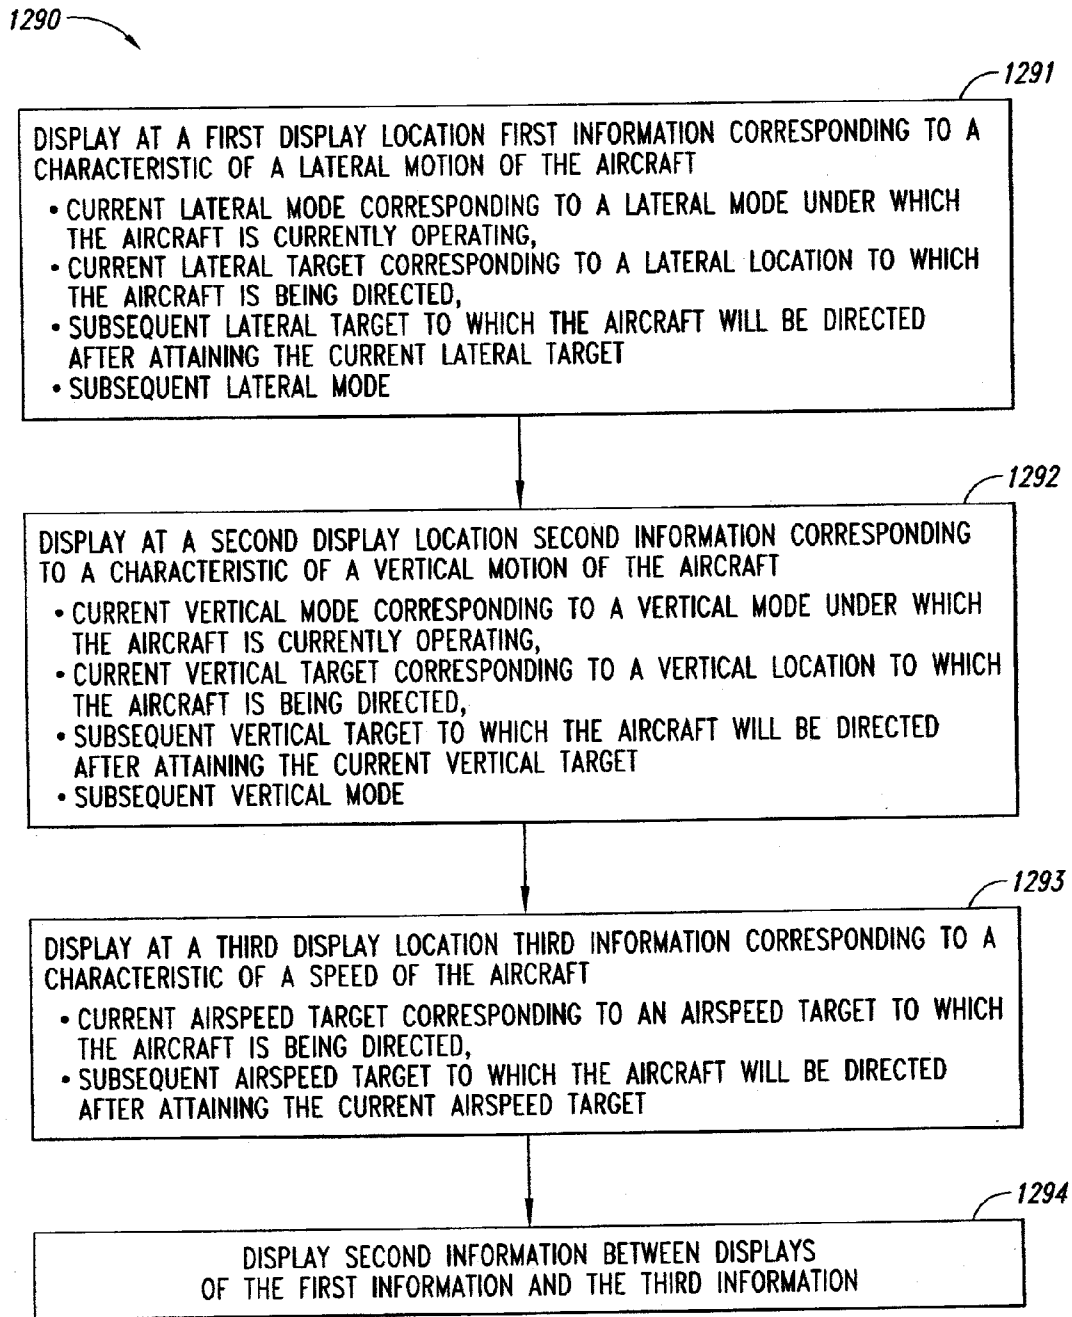 1290
1291
DISPLAY AT A FIRST DISPLAY LOCATION FIRST INFORMATION CORRESPONDING TO A
CHARACTERISTIC OF A LATERAL MOTION OF THE AIRCRAFT
• CURRENT LATERAL MODE CORRESPONDING TO A LATERAL MODE UNDER WHICH
THE AIRCRAFT IS CURRENTLY OPERATING,
• CURRENT LATERAL TARGET CORRESPONDING TO A LATERAL LOCATION TO WHICH
THE AIRCRAFT IS BEING DIRECTED,
• SUBSEQUENT LATERAL TARGET TO WHICH THE AIRCRAFT WILL BE DIRECTED
AFTER ATTAINING THE CURRENT LATERAL TARGET
• SUBSEQUENT LATERAL MODE
1292
DISPLAY AT A SECOND DISPLAY LOCATION SECOND INFORMATION CORRESPONDING
TO A CHARACTERISTIC OF A VERTICAL MOTION OF THE AIRCRAFT
• CURRENT VERTICAL MODE CORRESPONDING TO A VERTICAL MODE UNDER WHICH
THE AIRCRAFT IS CURRENTLY OPERATING,
• CURRENT VERTICAL TARGET CORRESPONDING TO A VERTICAL LOCATION TO WHICH
THE AIRCRAFT IS BEING DIRECTED,
• SUBSEQUENT VERTICAL TARGET TO WHICH THE AIRCRAFT WILL BE DIRECTED
AFTER ATTAINING THE CURRENT VERTICAL TARGET
• SUBSEQUENT VERTICAL MODE
1293
DISPLAY AT A THIRD DISPLAY LOCATION THIRD INFORMATION CORRESPONDING TO A
CHARACTERISTIC OF A SPEED OF THE AIRCRAFT
• CURRENT AIRSPEED TARGET CORRESPONDING TO AN AIRSPEED TARGET TO WHICH
THE AIRCRAFT IS BEING DIRECTED,
• SUBSEQUENT AIRSPEED TARGET TO WHICH THE AIRCRAFT WILL BE DIRECTED
AFTER ATTAINING THE CURRENT AIRSPEED TARGET
1294
DISPLAY SECOND INFORMATION BETWEEN DISPLAYS
OF THE FIRST INFORMATION AND THE THIRD INFORMATION